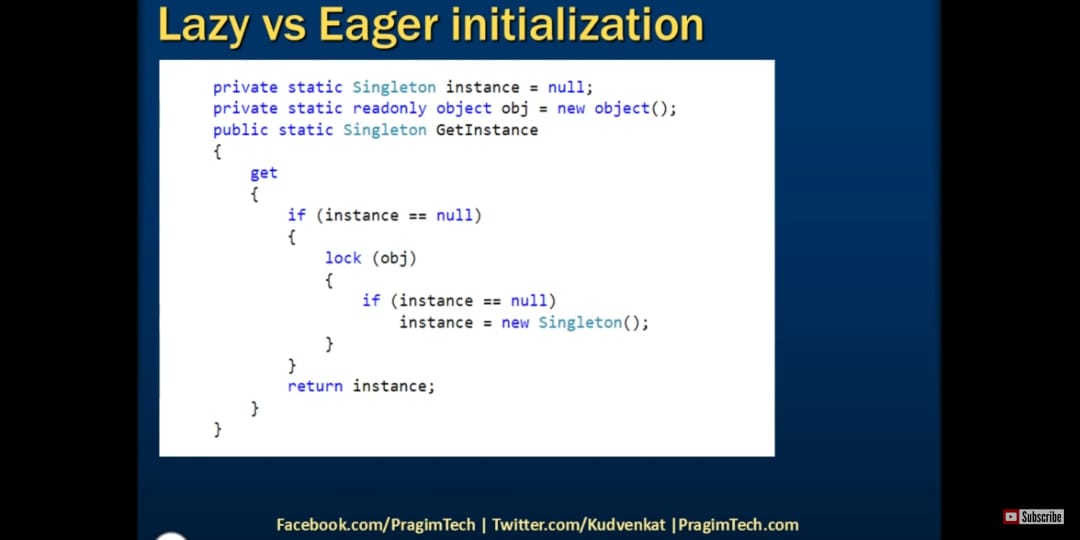 Lazy vs Eager initialization
private static Singleton instance = null;
private static readonly object obj = new object();
public static Singleton GetInstance
{
get
{
if (instance == null)
{
lock (obj)
{
if (instance == null)
instance = new Singleton();
}
}
return instance;
}
}
Facebook.com/PragimTech | Twitter.com/Kudvenkat |PragimTech.com
Subscribe